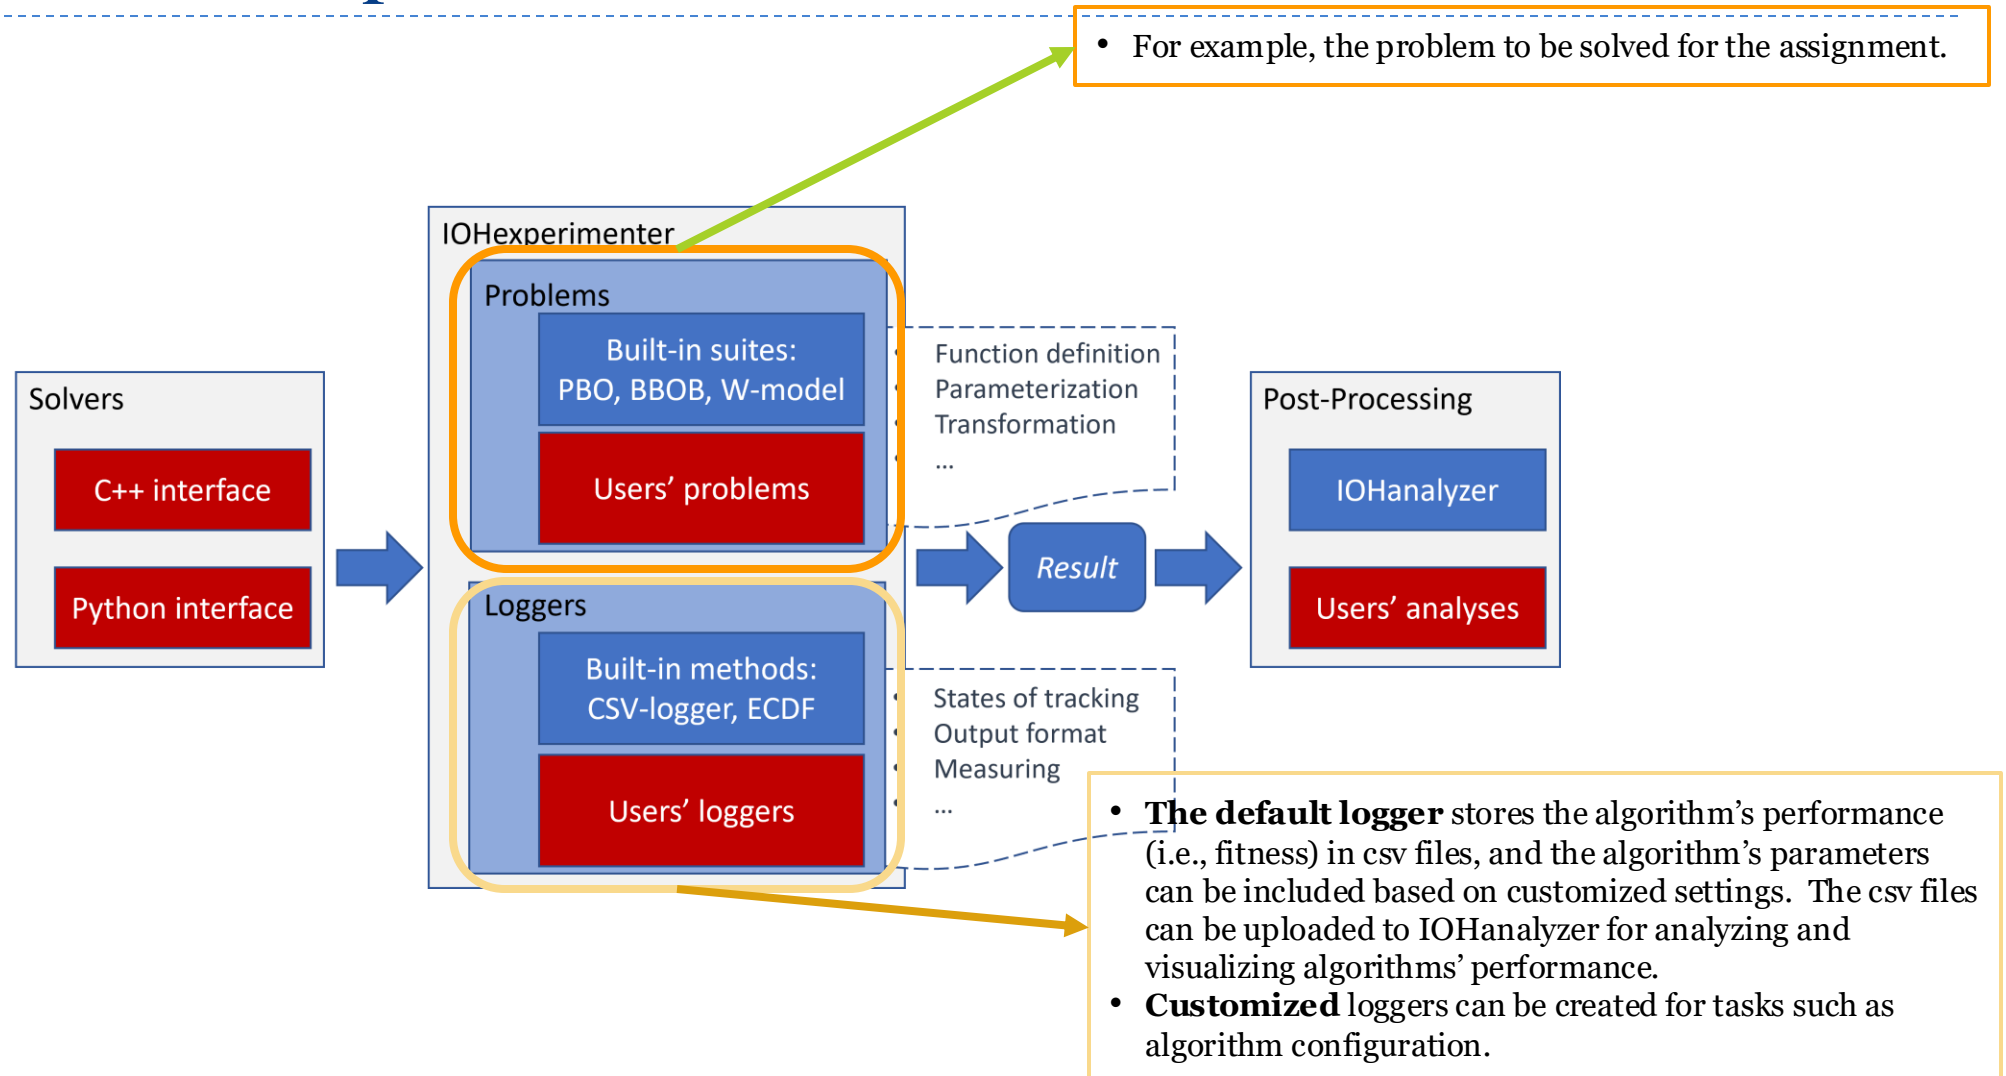 • For example, the problem to be solved for the assignment.
IOHexperimenter
Problems
Built-in suites:
PBO, BBOB, W-model
Users’ problems
• Function definition
• Parameterization
• Transformation
• ...
Solvers
C++ interface
Python interface
Result
Post-Processing
IOHanalyzer
Users’ analyses
Loggers
Built-in methods:
CSV-logger, ECDF
Users’ loggers
• States of tracking
• Output format
• Measuring
• ...
• The default logger stores the algorithm’s performance
(i.e., fitness) in csv files, and the algorithm’s parameters
can be included based on customized settings. The csv files
can be uploaded to IOHanalyzer for analyzing and
visualizing algorithms’ performance.
• Customized loggers can be created for tasks such as
algorithm configuration.